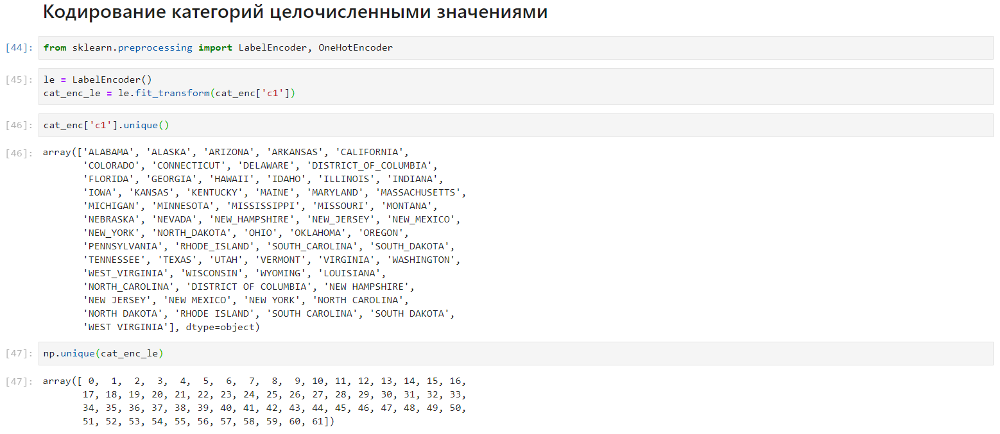 Кодирование категорий целочисленными значениями
[44]: from sklearn.preprocessing import LabelEncoder, OneHotEncoder
[45]: le = LabelEncoder()
cat_enc_le = le.fit_transform(cat_enc['c1'])
[46]: cat_enc['c1'].unique()
[46]: array(['ALABAMA', 'ALASKA', 'ARIZONA', 'ARKANSAS', 'CALIFORNIA',
'COLORADO', 'CONNECTICUT', 'DELAWARE', 'DISTRICT_OF_COLUMBIA',
'FLORIDA', 'GEORGIA', 'HAWAII', 'IDAHO', 'ILLINOIS', 'INDIANA',
'IOWA', 'KANSAS', 'KENTUCKY', 'MAINE', 'MARYLAND', 'MASSACHUSETTS',
'MICHIGAN', 'MINNESOTA', 'MISSISSIPPI', 'MISSOURI', 'MONTANA',
'NEBRASKA', 'NEVADA', 'NEW_HAMPSHIRE', 'NEW_JERSEY', 'NEW_MEXICO',
'NEW_YORK', 'NORTH_DAKOTA', 'OHIO', 'OKLAHOMA', 'OREGON',
'PENNSYLVANIA', 'RHODE_ISLAND', 'SOUTH_CAROLINA', 'SOUTH_DAKOTA',
'TENNESSEE', 'TEXAS', 'UTAH', 'VERMONT', 'VIRGINIA', 'WASHINGTON',
'WEST_VIRGINIA', 'WISCONSIN', 'WYOMING', 'LOUISIANA',
'NORTH_CAROLINA', 'DISTRICT OF COLUMBIA', 'NEW HAMPSHIRE',
'NEW JERSEY', 'NEW MEXICO', 'NEW YORK', 'NORTH CAROLINA',
'NORTH DAKOTA', 'RHODE ISLAND', 'SOUTH CAROLINA', 'SOUTH DAKOTA',
'WEST VIRGINIA'], dtype=object)
[47]: np.unique(cat_enc_le)
[47]: array([ 0, 1, 2, 3, 4, 5, 6, 7, 8, 9, 10, 11, 12, 13, 14, 15, 16,
17, 18, 19, 20, 21, 22, 23, 24, 25, 26, 27, 28, 29, 30, 31, 32, 33,
34, 35, 36, 37, 38, 39, 40, 41, 42, 43, 44, 45, 46, 47, 48, 49, 50,
51, 52, 53, 54, 55, 56, 57, 58, 59, 60, 61])